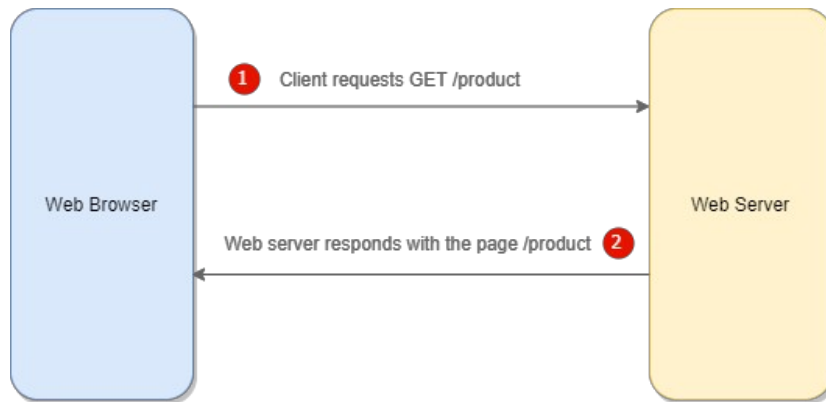 1 Client requests GET /product
Web Browser
Web Server
Web server responds with the page /product 2